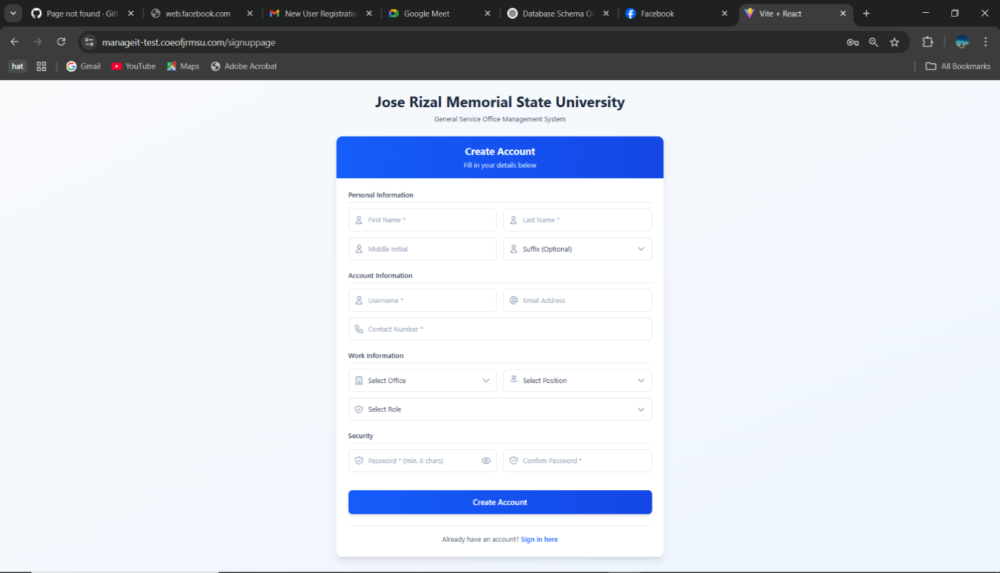 Page not found · Gith
web.facebook.com
New User Registratio
Google Meet
Database Schema Ov
Facebook
Vite + React
manageit-test.coeofjrmsu.com/signuppage
hat
Gmail
YouTube
Maps
Adobe Acrobat
All Bookmarks
Jose Rizal Memorial State University
General Service Office Management System
Create Account
Fill in your details below
Personal Information
First Name *
Last Name *
Middle Initial
Suffix (Optional)
Account Information
Username *
Email Address
Contact Number *
Work Information
Select Office
Select Position
Select Role
Security
Password * (min. 6 chars)
Confirm Password *
Create Account
Already have an account? Sign in here